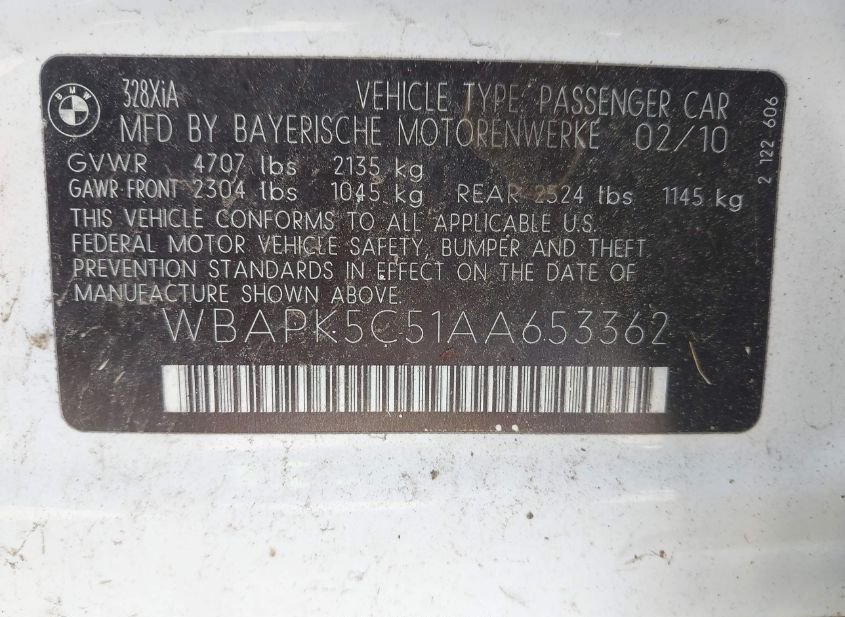 BMW
328XiA VEHICLE TYPE PASSENGER CAR
MFD BY BAYERISCHE MOTORENWERKE 02/10
GVWR 4707 lbs 2135 kg
GAWR FRONT 2304 lbs 1045 kg REAR 2524 lbs 1145 kg
THIS VEHICLE CONFORMS TO ALL APPLICABLE U.S.
FEDERAL MOTOR VEHICLE SAFETY, BUMPER AND THEFT
PREVENTION STANDARDS IN EFFECT ON THE DATE OF
MANUFACTURE SHOWN ABOVE.
WBAPK5C51AA653362
2 122 606